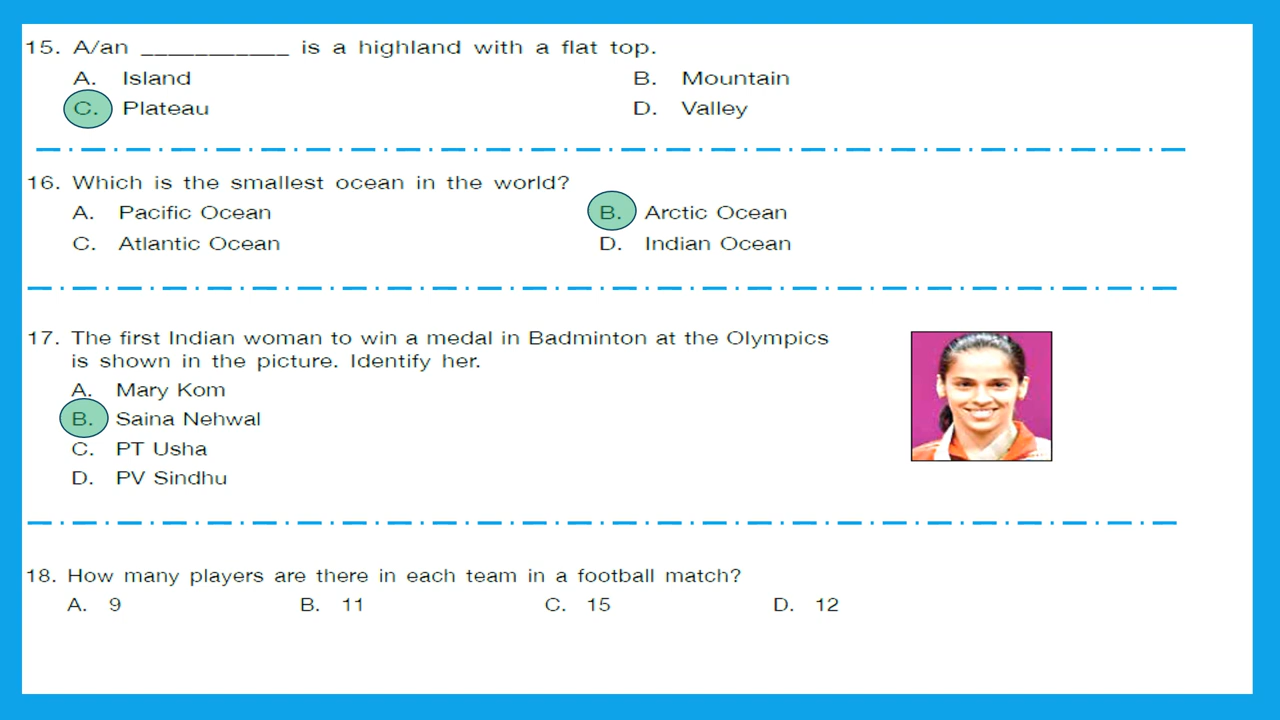 15. A/an ___________ is a highland with a flat top.
A. Island B. Mountain
C. Plateau D. Valley
16. Which is the smallest ocean in the world?
A. Pacific Ocean B. Arctic Ocean
C. Atlantic Ocean D. Indian Ocean
17. The first Indian woman to win a medal in Badminton at the Olympics
is shown in the picture. Identify her.
A. Mary Kom
B. Saina Nehwal
C. PT Usha
D. PV Sindhu
18. How many players are there in each team in a football match?
A. 9 B. 11 C. 15 D. 12